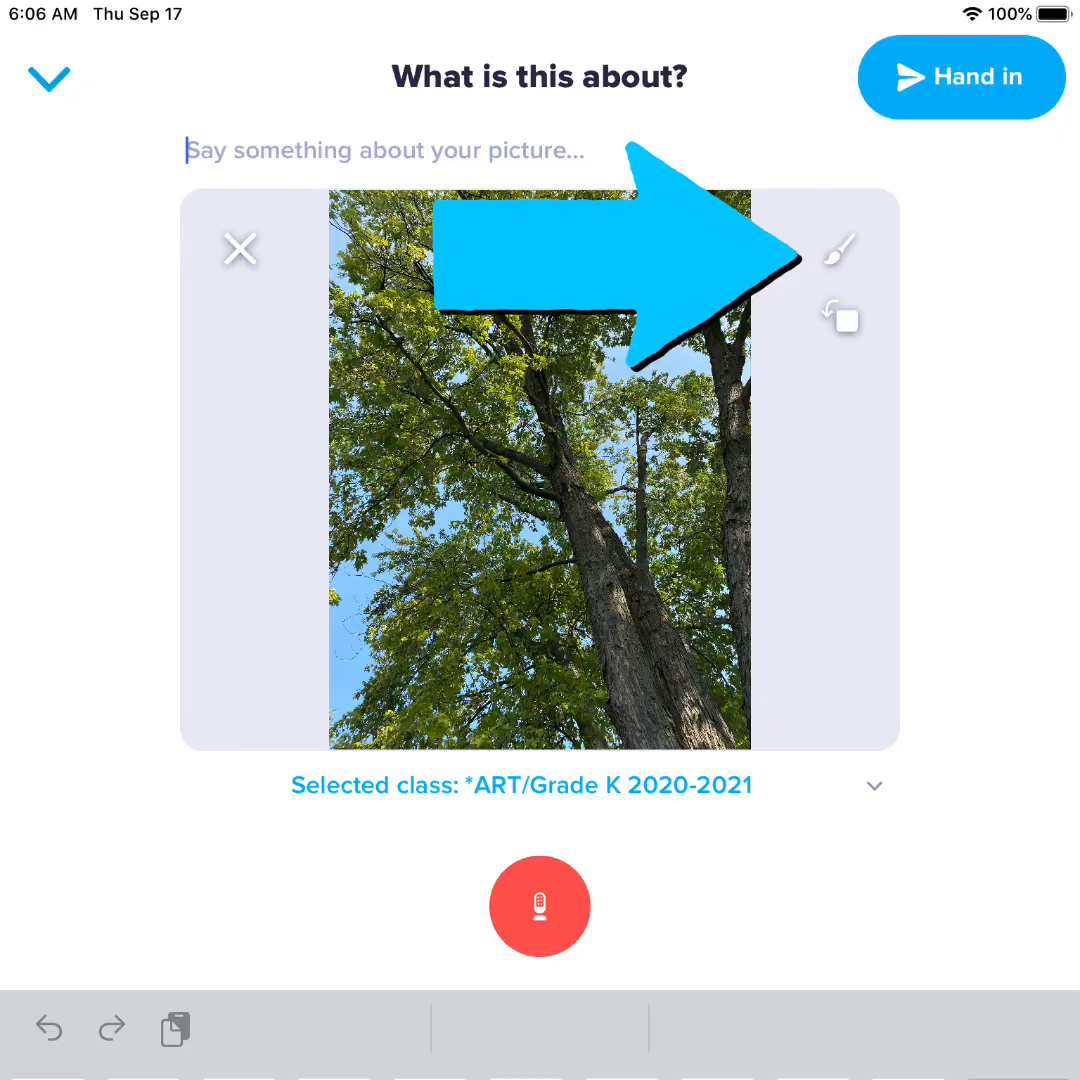 6:06 AM Thu Sep 17 100%
What is this about?
Hand in
Say something about your picture...
Selected class: *ART/Grade K 2020-2021